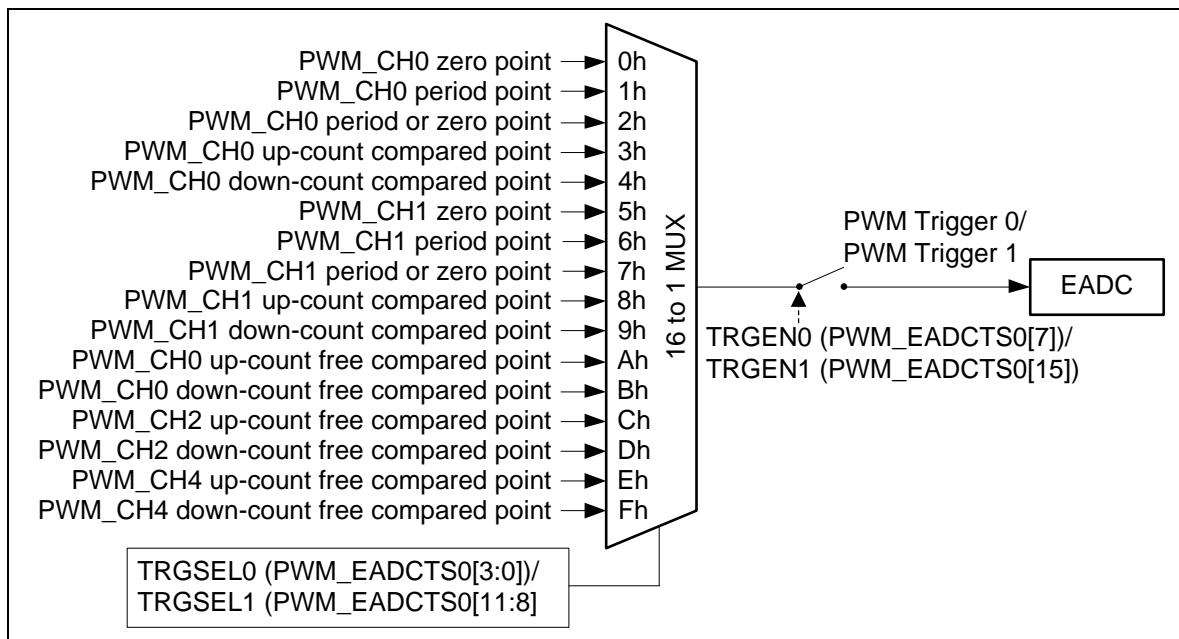 PWM_CH0 zero point
0h
PWM_CH0 period point
1h
PWM_CH0 period or zero point
2h
PWM_CH0 up-count compared point
3h
PWM_CH0 down-count compared point
4h
PWM_CH1 zero point
5h
PWM_CH1 period point
6h
PWM_CH1 period or zero point
7h
PWM_CH1 up-count compared point
8h
PWM_CH1 down-count compared point
9h
PWM_CH0 up-count free compared point
Ah
PWM_CH0 down-count free compared point
Bh
PWM_CH2 up-count free compared point
Ch
PWM_CH2 down-count free compared point
Dh
PWM_CH4 up-count free compared point
Eh
PWM_CH4 down-count free compared point
Fh
16 to 1 MUX
PWM Trigger 0/
PWM Trigger 1
EADC
TRGEN0 (PWM_EADCTS0[7])/
TRGEN1 (PWM_EADCTS0[15])
TRGSEL0 (PWM_EADCTS0[3:0])/
TRGSEL1 (PWM_EADCTS0[11:8]